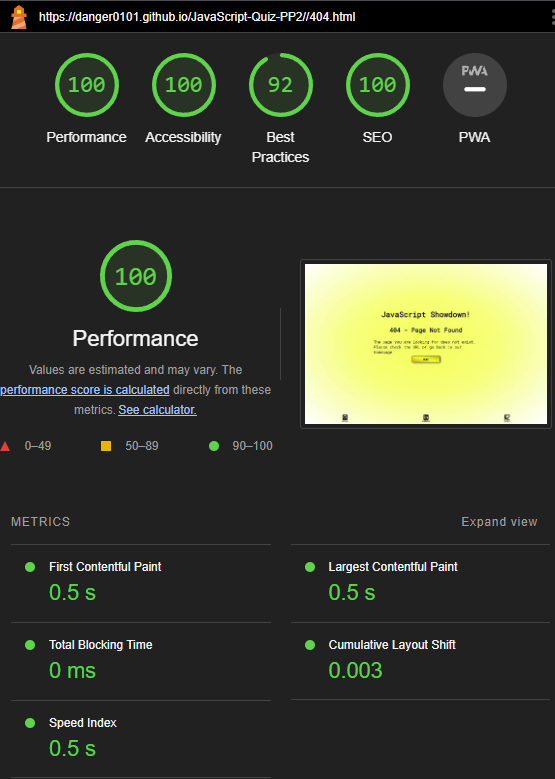 https://danger0101.github.io/JavaScript-Quiz-PP2//404.html
100
100
92
100
PWA
Performance
Accessibility
Best
Practices
SEO
PWA
100
Performance
Values are estimated and may vary. The
performance score is calculated directly from these
metrics. See calculator.
0–49
50–89
90–100
JavaScript Showdown!
404 - Page Not Found
The page you are looking for does not exist.
Please check the URL or go back to our
homepage
METRICS
Expand view
First Contentful Paint
0.5 s
Largest Contentful Paint
0.5 s
Total Blocking Time
0 ms
Cumulative Layout Shift
0.003
Speed Index
0.5 s